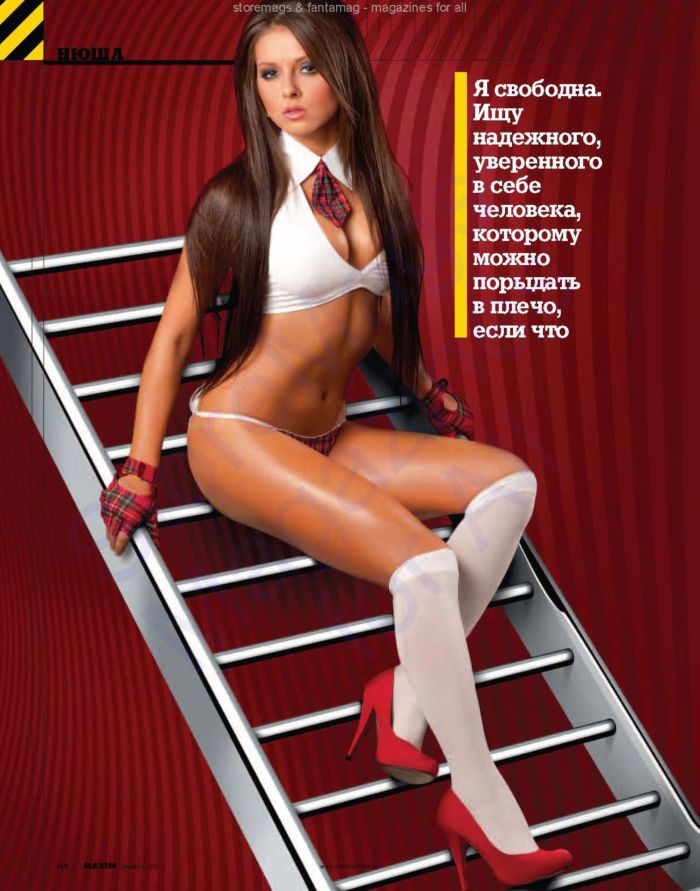 storemags & fantamag - magazines for all
НЮША
Я свободна.
Ищу
надежного,
уверенного
в себе
человека,
которому
можно
порыдать
в плечо,
если что
MAXIM